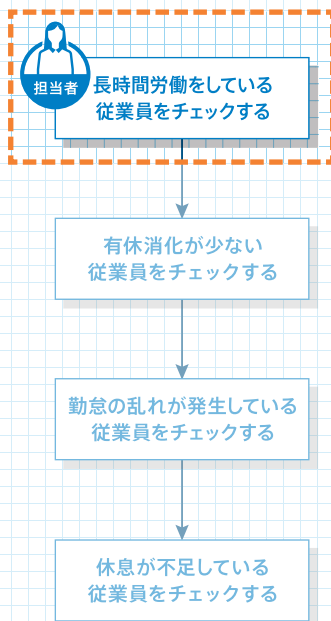 担当者
長時間労働をしている
従業員をチェックする
有休消化が少ない
従業員をチェックする
勤怠の乱れが発生している
従業員をチェックする
休息が不足している
従業員をチェックする